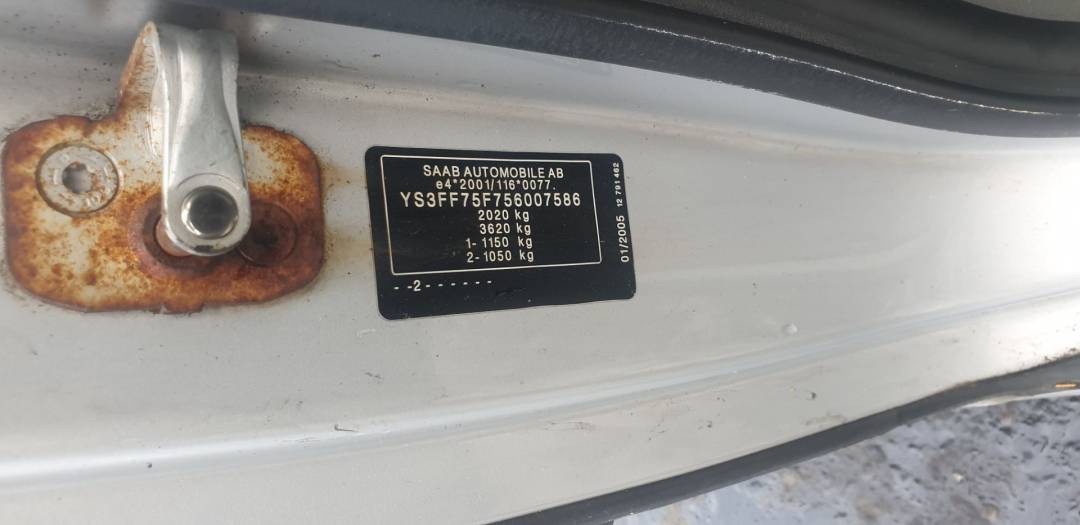 SAAB AUTOMOBILE AB
e4*2001/116*0077.
YS3FF75F756007586
2020 kg
3620 kg
1- 1150 kg
2- 1050 kg
- -2- - - - - -
01/2005 12 791 462